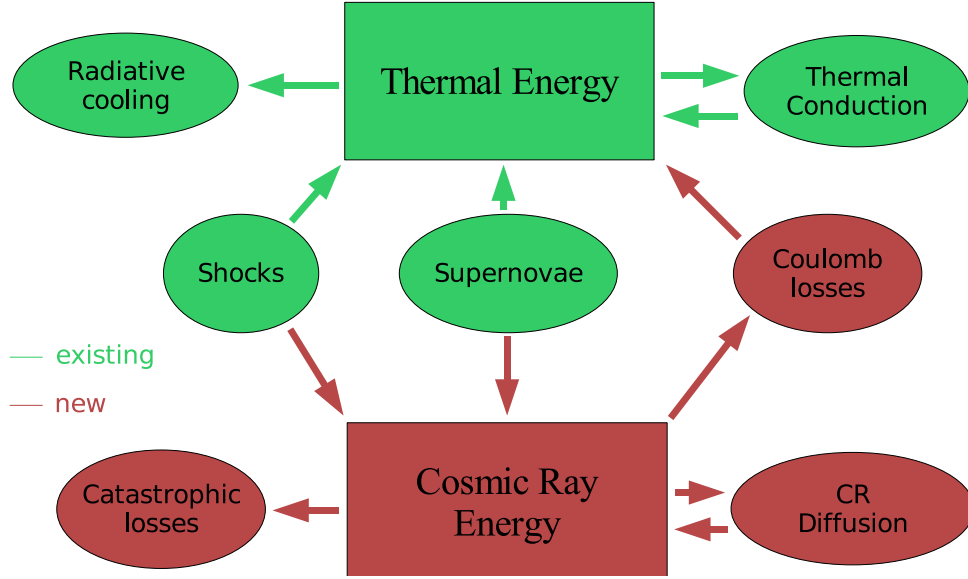 Radiative
cooling
Thermal Energy
Thermal
Conduction
Shocks
Supernovae
Coulomb
losses
existing
new
Catastrophic
losses
Cosmic Ray
Energy
CR
Diffusion